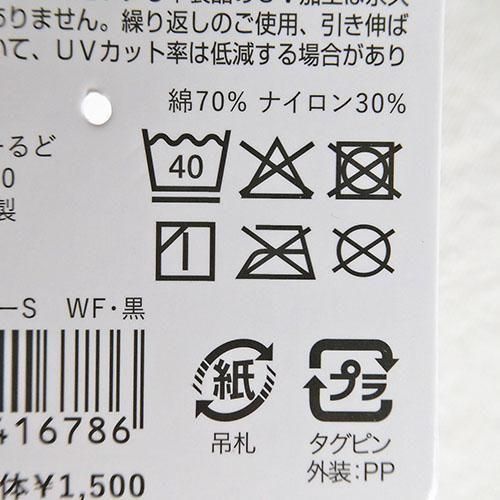 ありません。繰り返しのご使用、引き伸ば
いて、UVカット率は低減する場合があり
綿70% ナイロン30%
40
るど
0
製
ーS WF・黒
紙
吊札
プラ
タグピン
外装:PP
416786
体¥1,500